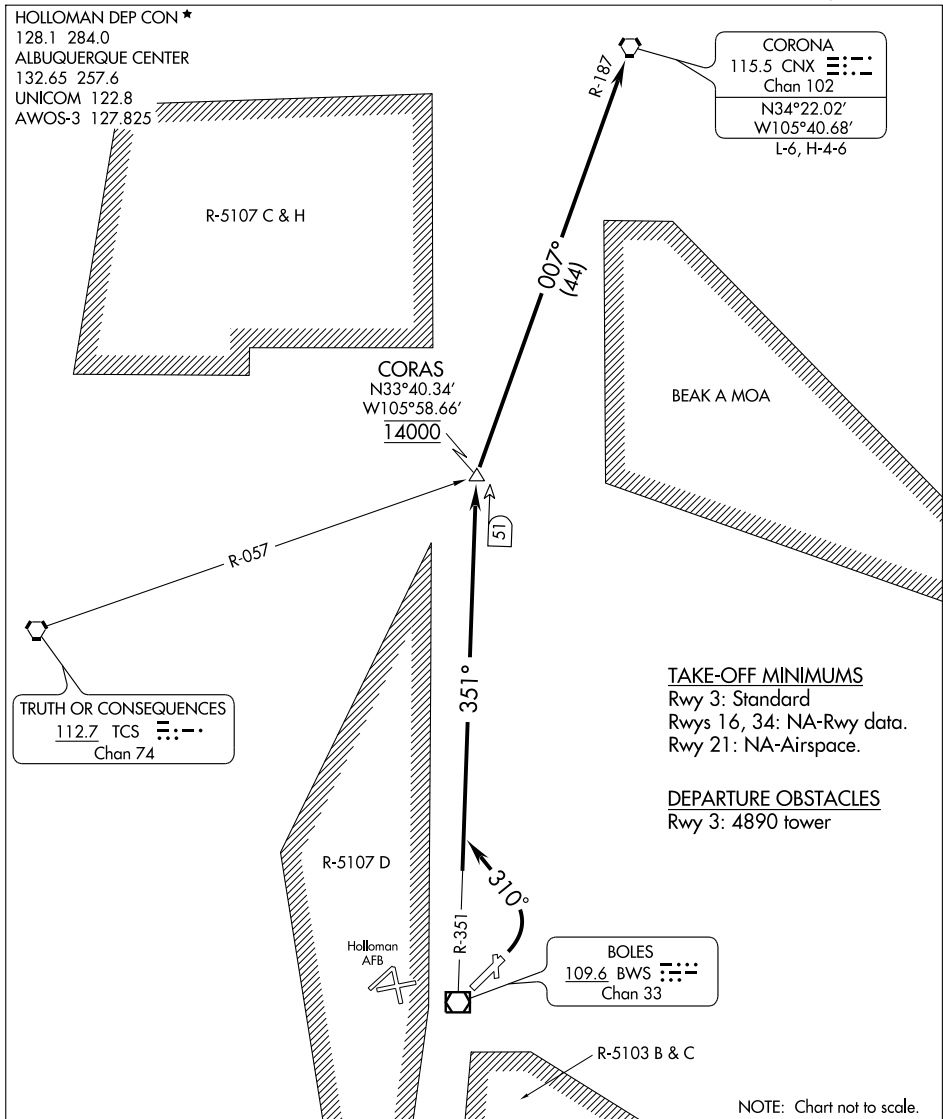 HOLLOMAN DEP CON ★
128.1 284.0
ALBUQUERQUE CENTER
132.65 257.6
UNICOM 122.8
AWOS-3 127.825
CORONA
115.5 CNX
Chan 102
N34°22.02'
W105°40.68'
L-6, H-4-6
R-187
R-5107 C & H
007°
(44)
CORAS
N33°40.34'
W105°58.66'
14000
BEAK A MOA
51
R-057
TRUTH OR CONSEQUENCES
112.7 TCS
Chan 74
351°
TAKE-OFF MINIMUMS
Rwy 3: Standard
Rwys 16, 34: NA-Rwy data.
Rwy 21: NA-Airspace.
DEPARTURE OBSTACLES
Rwy 3: 4890 tower
R-5107 D
310°
R-351
Holloman
AFB
BOLES
109.6 BWS
Chan 33
R-5103 B & C
NOTE: Chart not to scale.